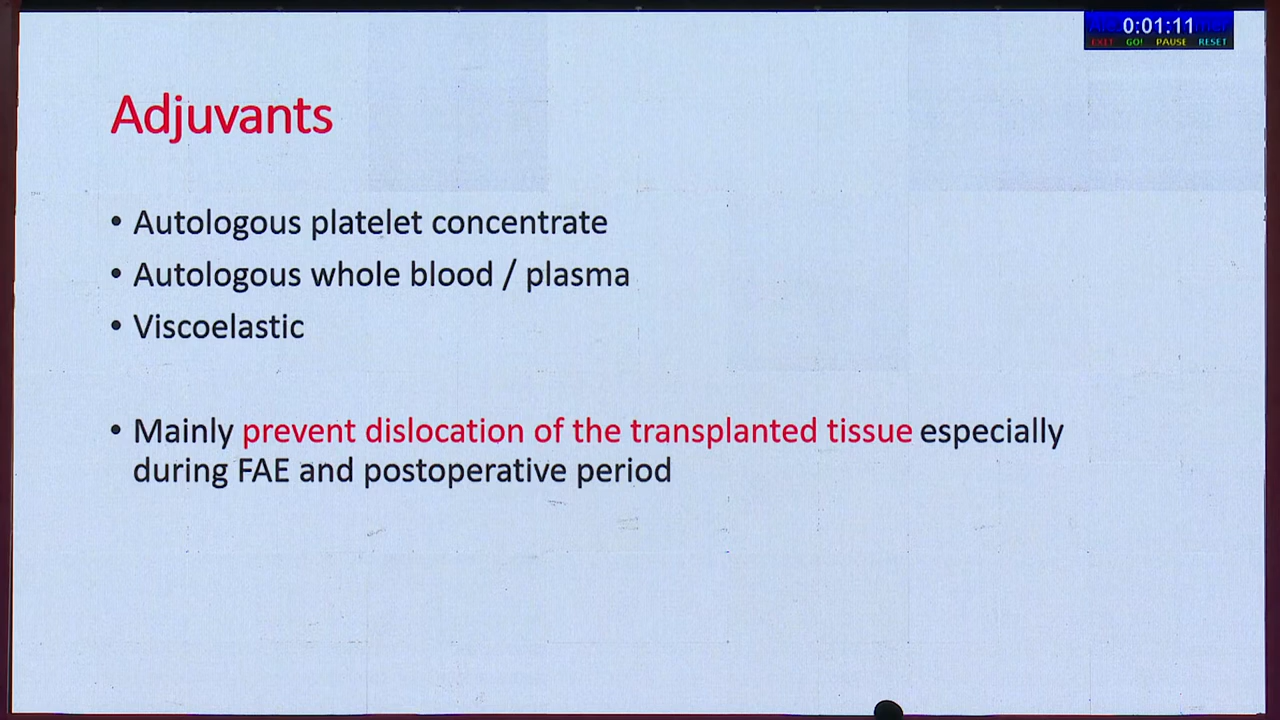 0:01:11
EXIT GO! PAUSE RESET
Adjuvants
• Autologous platelet concentrate
• Autologous whole blood / plasma
• Viscoelastic
• Mainly prevent dislocation of the transplanted tissue especially
during FAE and postoperative period